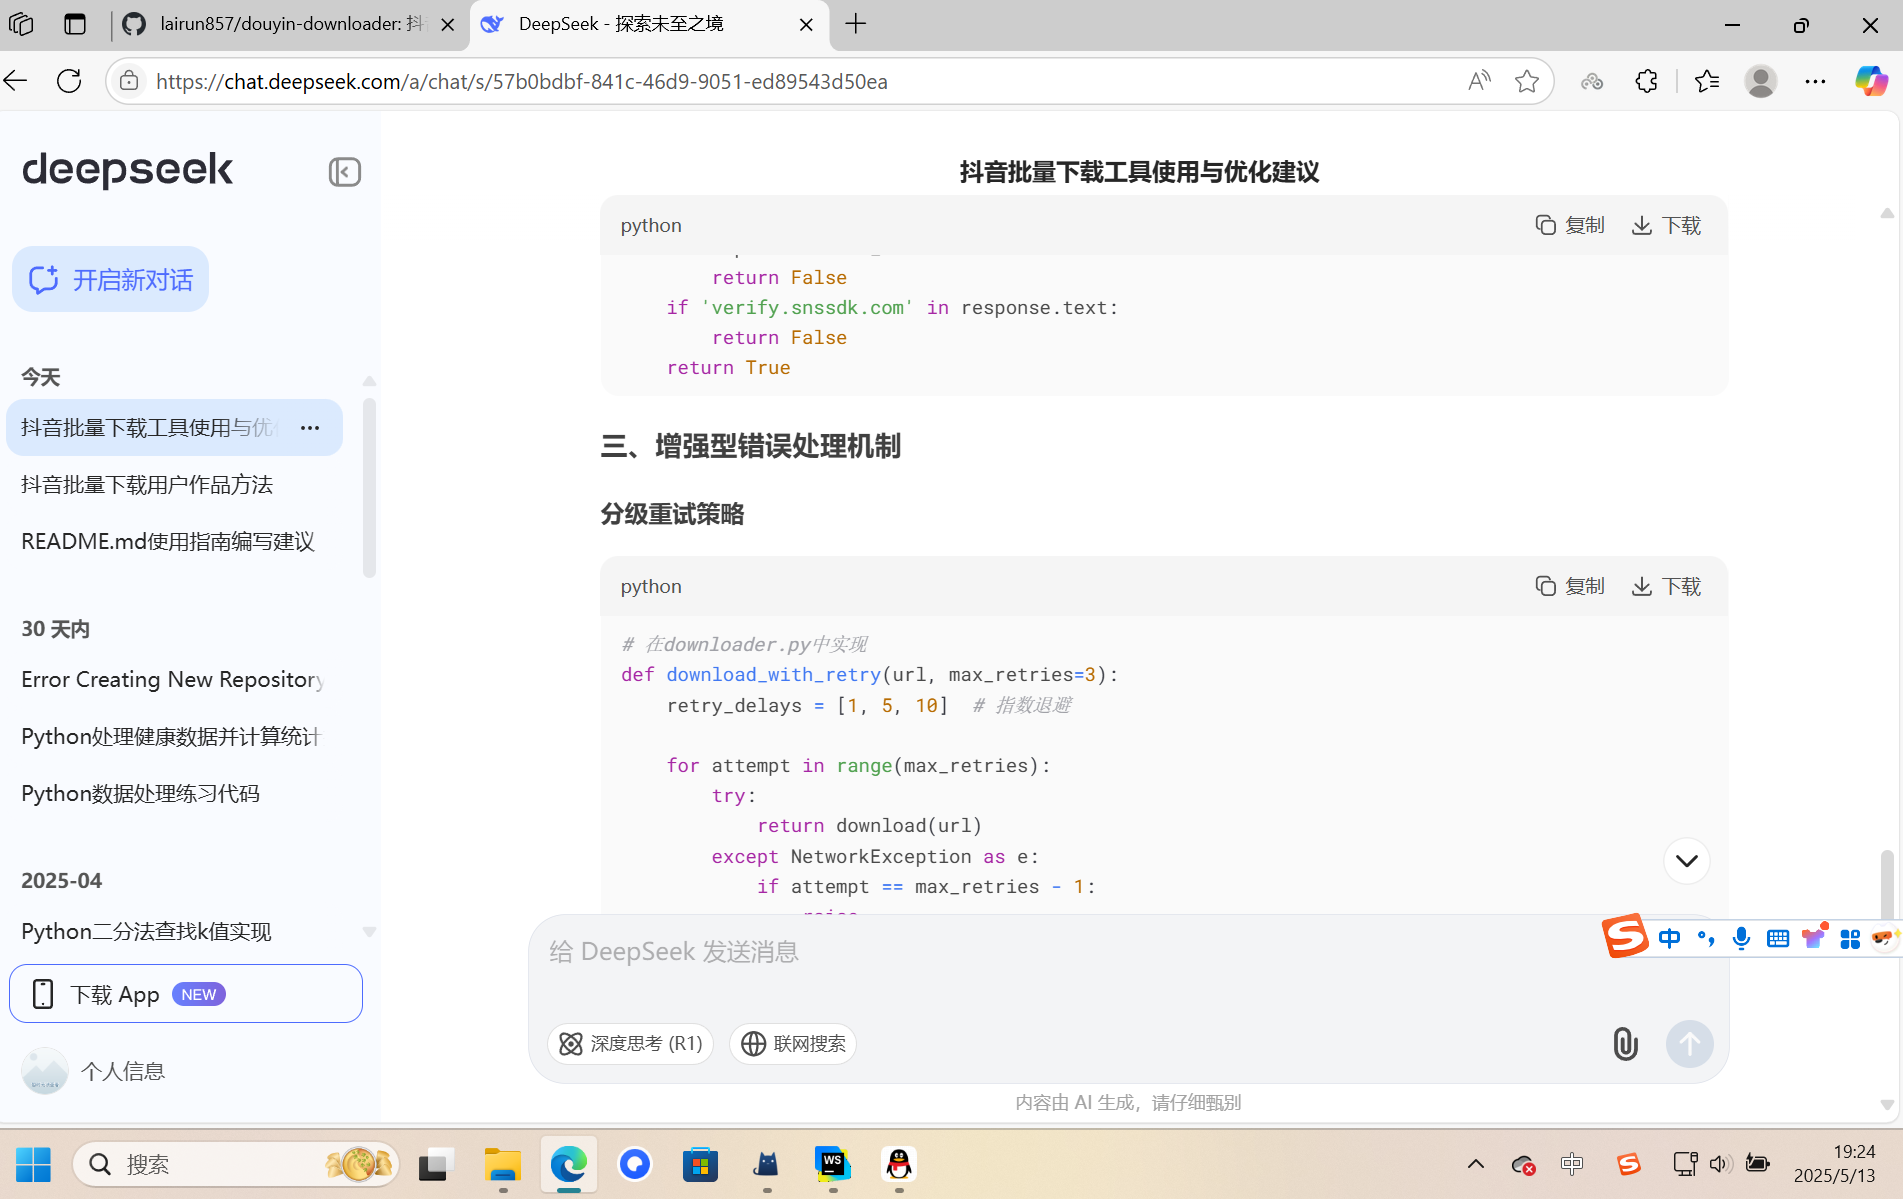 lairun857/douyin-downloader: 抖
DeepSeek - 探索未至之境
https://chat.deepseek.com/a/chat/s/57b0bdbf-841c-46d9-9051-ed89543d50ea
deepseek
开启新对话
今天
抖音批量下载工具使用与优
抖音批量下载用户作品方法
README.md使用指南编写建议
30 天内
Error Creating New Repository
Python处理健康数据并计算统计
Python数据处理练习代码
2025-04
Python二分法查找k值实现
下载 App NEW
个人信息
抖音批量下载工具使用与优化建议
python 复制 下载
return False
if 'verify.snssdk.com' in response.text:
return False
return True
三、增强型错误处理机制
分级重试策略
python 复制 下载
# 在downloader.py中实现
def download_with_retry(url, max_retries=3):
retry_delays = [1, 5, 10]  # 指数退避
for attempt in range(max_retries):
try:
return download(url)
except NetworkException as e:
if attempt == max_retries - 1:
raise
给 DeepSeek 发送消息
深度思考 (R1) 联网搜索
内容由 AI 生成，请仔细甄别
中
搜索
WS
中
19:24
2025/5/13